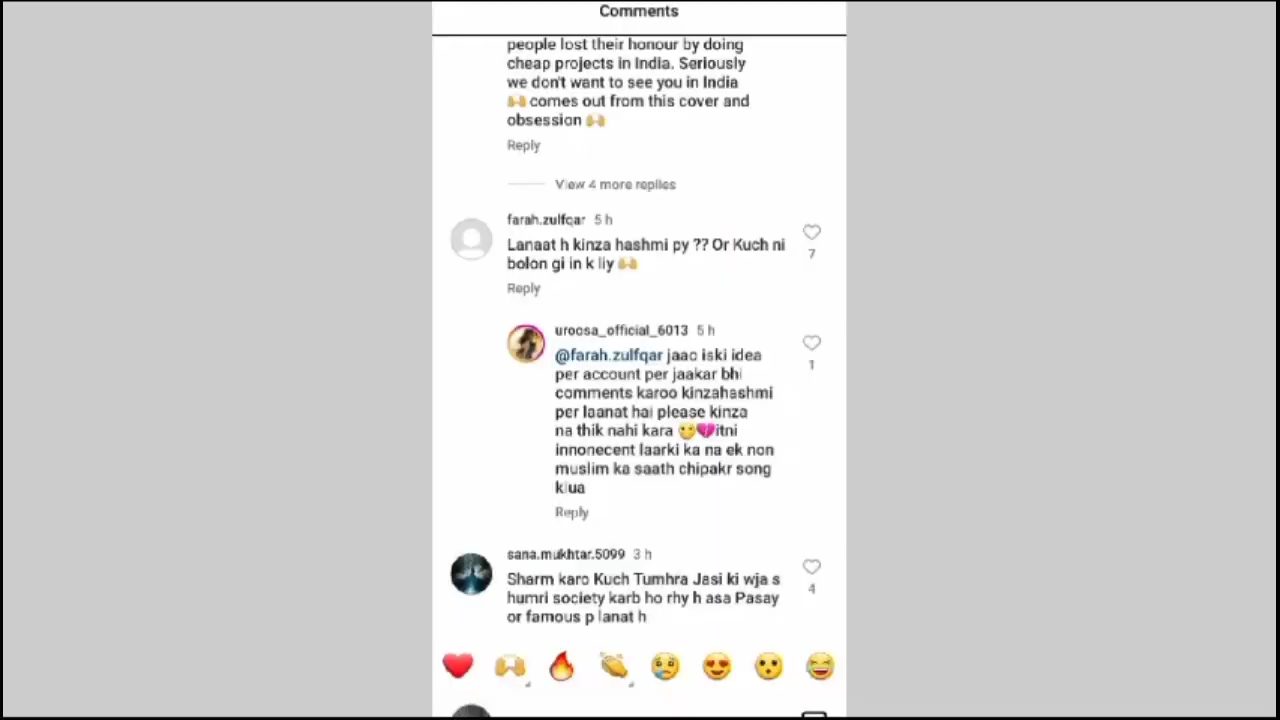 Comments
people lost their honour by doing
cheap projects in India. Seriously
we don't want to see you in India
🙌 comes out from this cover and
obsession 🙌
Reply
View 4 more replies
farah.zulfqar 5 h
Lanaat h kinza hashmi py ?? Or Kuch ni
bolon gi in k liy 🙌
7
Reply
uroosa_official_6013 5 h
@farah.zulfqar jaao iski idea
per account per jaakar bhi
comments karoo kinzahashmi
per laanat hai please kinza
na thik nahi kara 🥲💔itni
innonecent laarki ka na ek non
muslim ka saath chipakr song
kiua
1
Reply
sana.mukhtar.5099 3 h
Sharm karo Kuch Tumhra Jasi ki wja s
humri society karb ho rhy h asa Pasay
or famous p lanat h
4